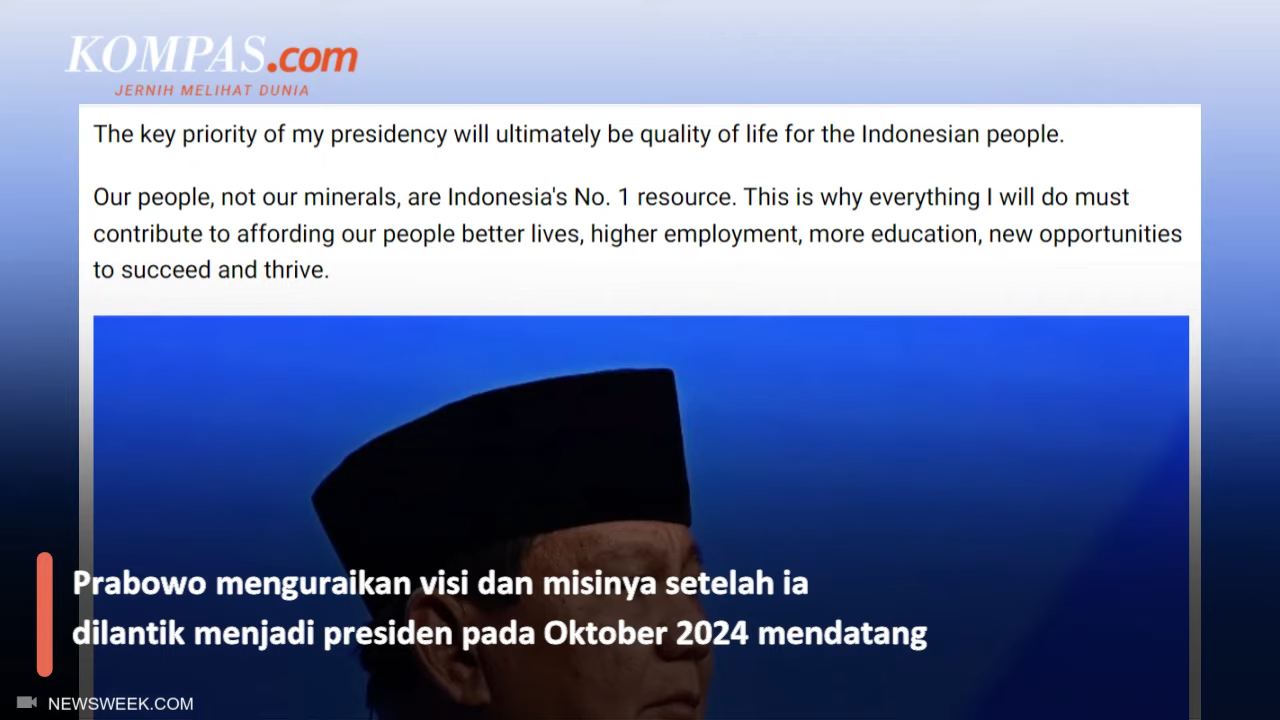 KOMPAS.com
JERNIH MELIHAT DUNIA
The key priority of my presidency will ultimately be quality of life for the Indonesian people.
Our people, not our minerals, are Indonesia's No. 1 resource. This is why everything I will do must
contribute to affording our people better lives, higher employment, more education, new opportunities
to succeed and thrive.
Prabowo menguraikan visi dan misinya setelah ia
dilantik menjadi presiden pada Oktober 2024 mendatang
NEWSWEEK.COM